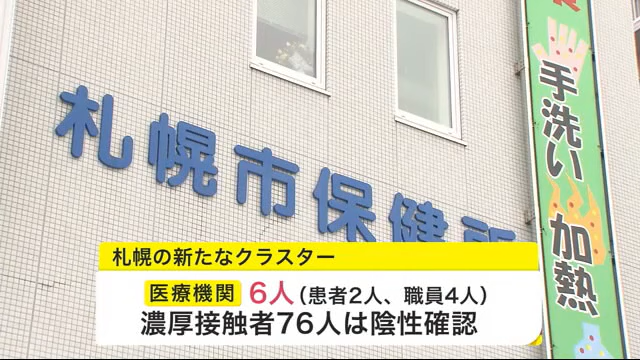 札幌市保健所
手洗い 加熱
札幌の新たなクラスター
医療機関 6人(患者2人、職員4人)
濃厚接触者76人は陰性確認